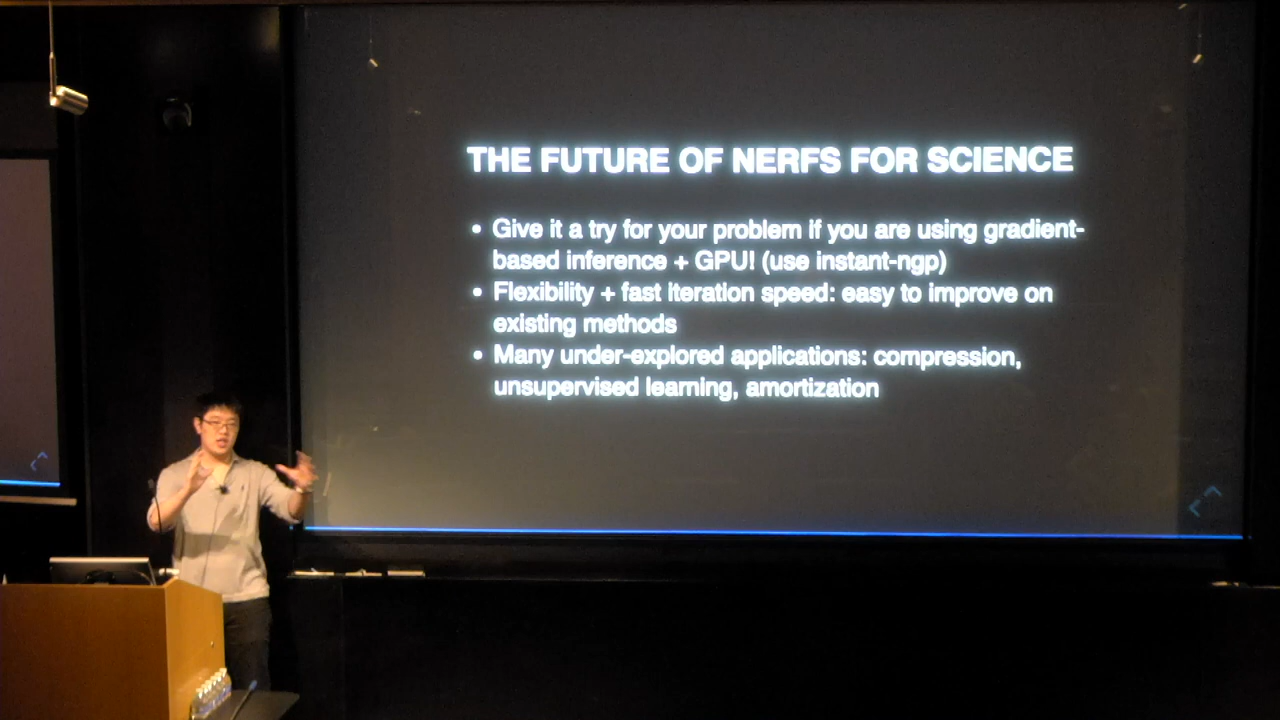 THE FUTURE OF NERFS FOR SCIENCE
• Give it a try for your problem if you are using gradient-
based inference + GPU! (use instant-ngp)
• Flexibility + fast iteration speed: easy to improve on
existing methods
• Many under-explored applications: compression,
unsupervised learning, amortization